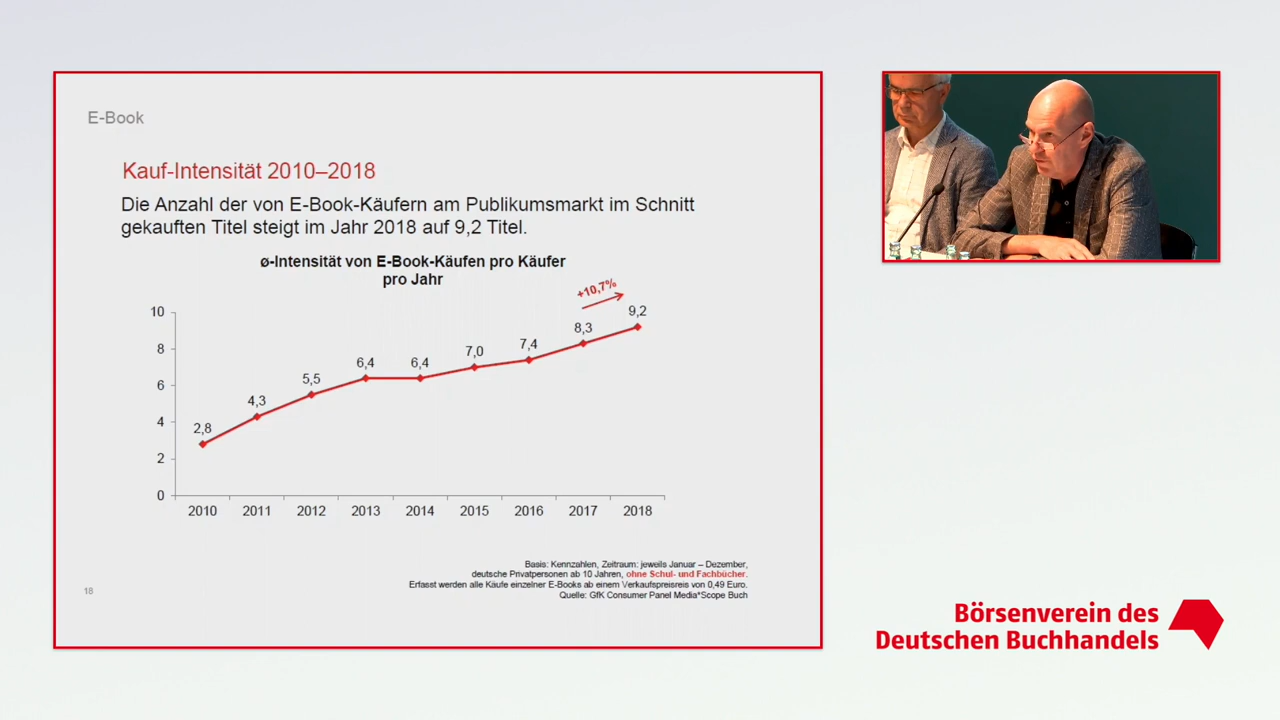 E-Book
Kauf-Intensität 2010–2018
Die Anzahl der von E-Book-Käufern am Publikumsmarkt im Schnitt
gekauften Titel steigt im Jahr 2018 auf 9,2 Titel.
ø-Intensität von E-Book-Käufen pro Käufer
pro Jahr
+10,7%
10
8
6
4
2
0
2,8
4,3
5,5
6,4
6,4
7,0
7,4
8,3
9,2
2010 2011 2012 2013 2014 2015 2016 2017 2018
Basis: Kennzahlen, Zeitraum: jeweils Januar – Dezember,
deutsche Privatpersonen ab 10 Jahren, ohne Schul- und Fachbücher.
Erfasst werden alle Käufe einzelner E-Books ab einem Verkaufspreisreis von 0,49 Euro.
Quelle: GfK Consumer Panel Media*Scope Buch
18
Börsenverein des
Deutschen Buchhandels